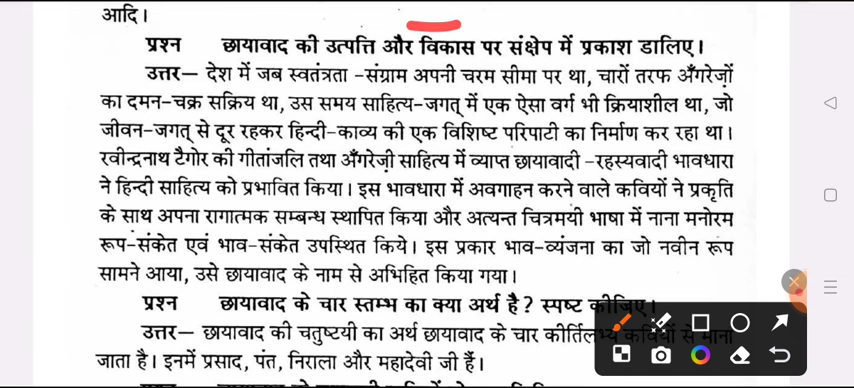 आदि।
प्रश्न छायावाद की उत्पत्ति और विकास पर संक्षेप में प्रकाश डालिए।
उत्तर– देश में जब स्वतंत्रता -संग्राम अपनी चरम सीमा पर था, चारों तरफ अँगरेज़ों
का दमन-चक्र सक्रिय था, उस समय साहित्य-जगत् में एक ऐसा वर्ग भी क्रियाशील था, जो
जीवन-जगत् से दूर रहकर हिन्दी-काव्य की एक विशिष्ट परिपाटी का निर्माण कर रहा था।
रवीन्द्रनाथ टैगोर की गीतांजलि तथा अँगरेज़ी साहित्य में व्याप्त छायावादी -रहस्यवादी भावधारा
ने हिन्दी साहित्य को प्रभावित किया। इस भावधारा में अवगाहन करने वाले कवियों ने प्रकृति
के साथ अपना रागात्मक सम्बन्ध स्थापित किया और अत्यन्त चित्रमयी भाषा में नाना मनोरम
रूप-संकेत एवं भाव-संकेत उपस्थित किये। इस प्रकार भाव-व्यंजना का जो नवीन रूप
सामने आया, उसे छायावाद के नाम से अभिहित किया गया।
प्रश्न छायावाद के चार स्तम्भ का क्या अर्थ है? स्पष्ट कीजिए।
उत्तर– छायावाद की चतुष्टयी का अर्थ छायावाद के चार कीर्तिलभ्य कवियों से माना
जाता है। इनमें प्रसाद, पंत, निराला और महादेवी जी हैं।